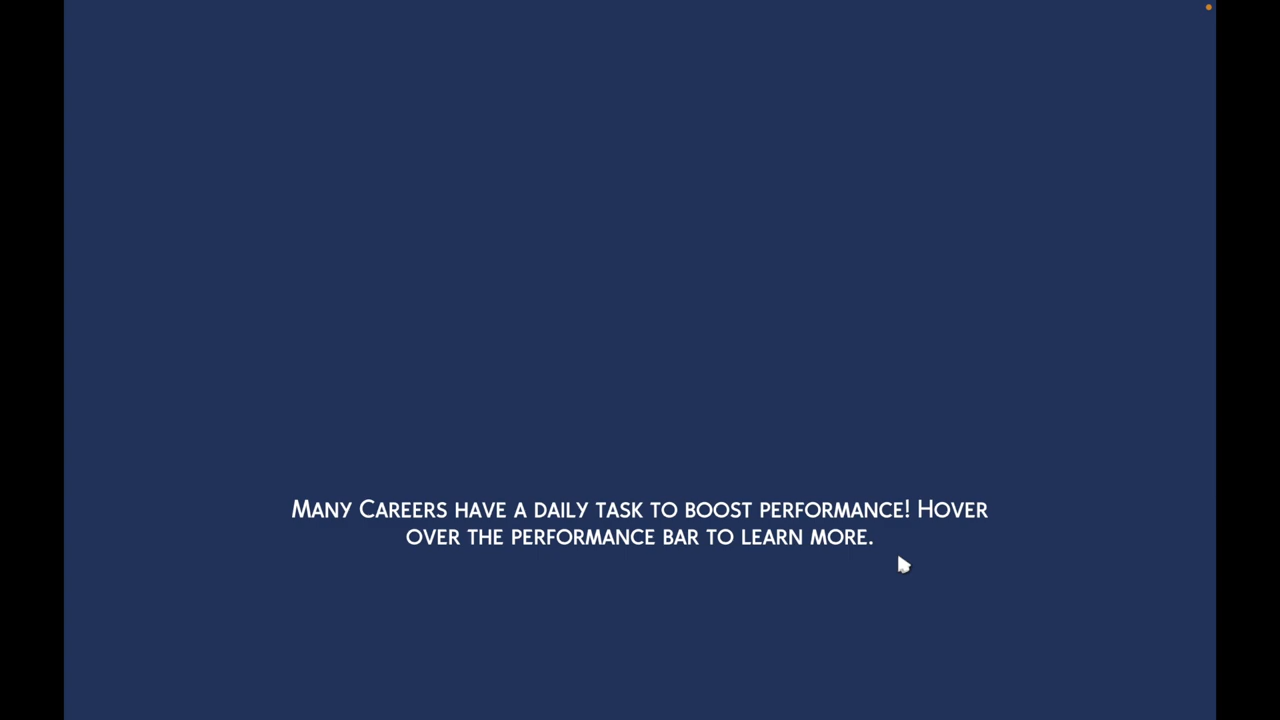 Many Careers have a daily task to boost performance! Hover
over the performance bar to learn more.